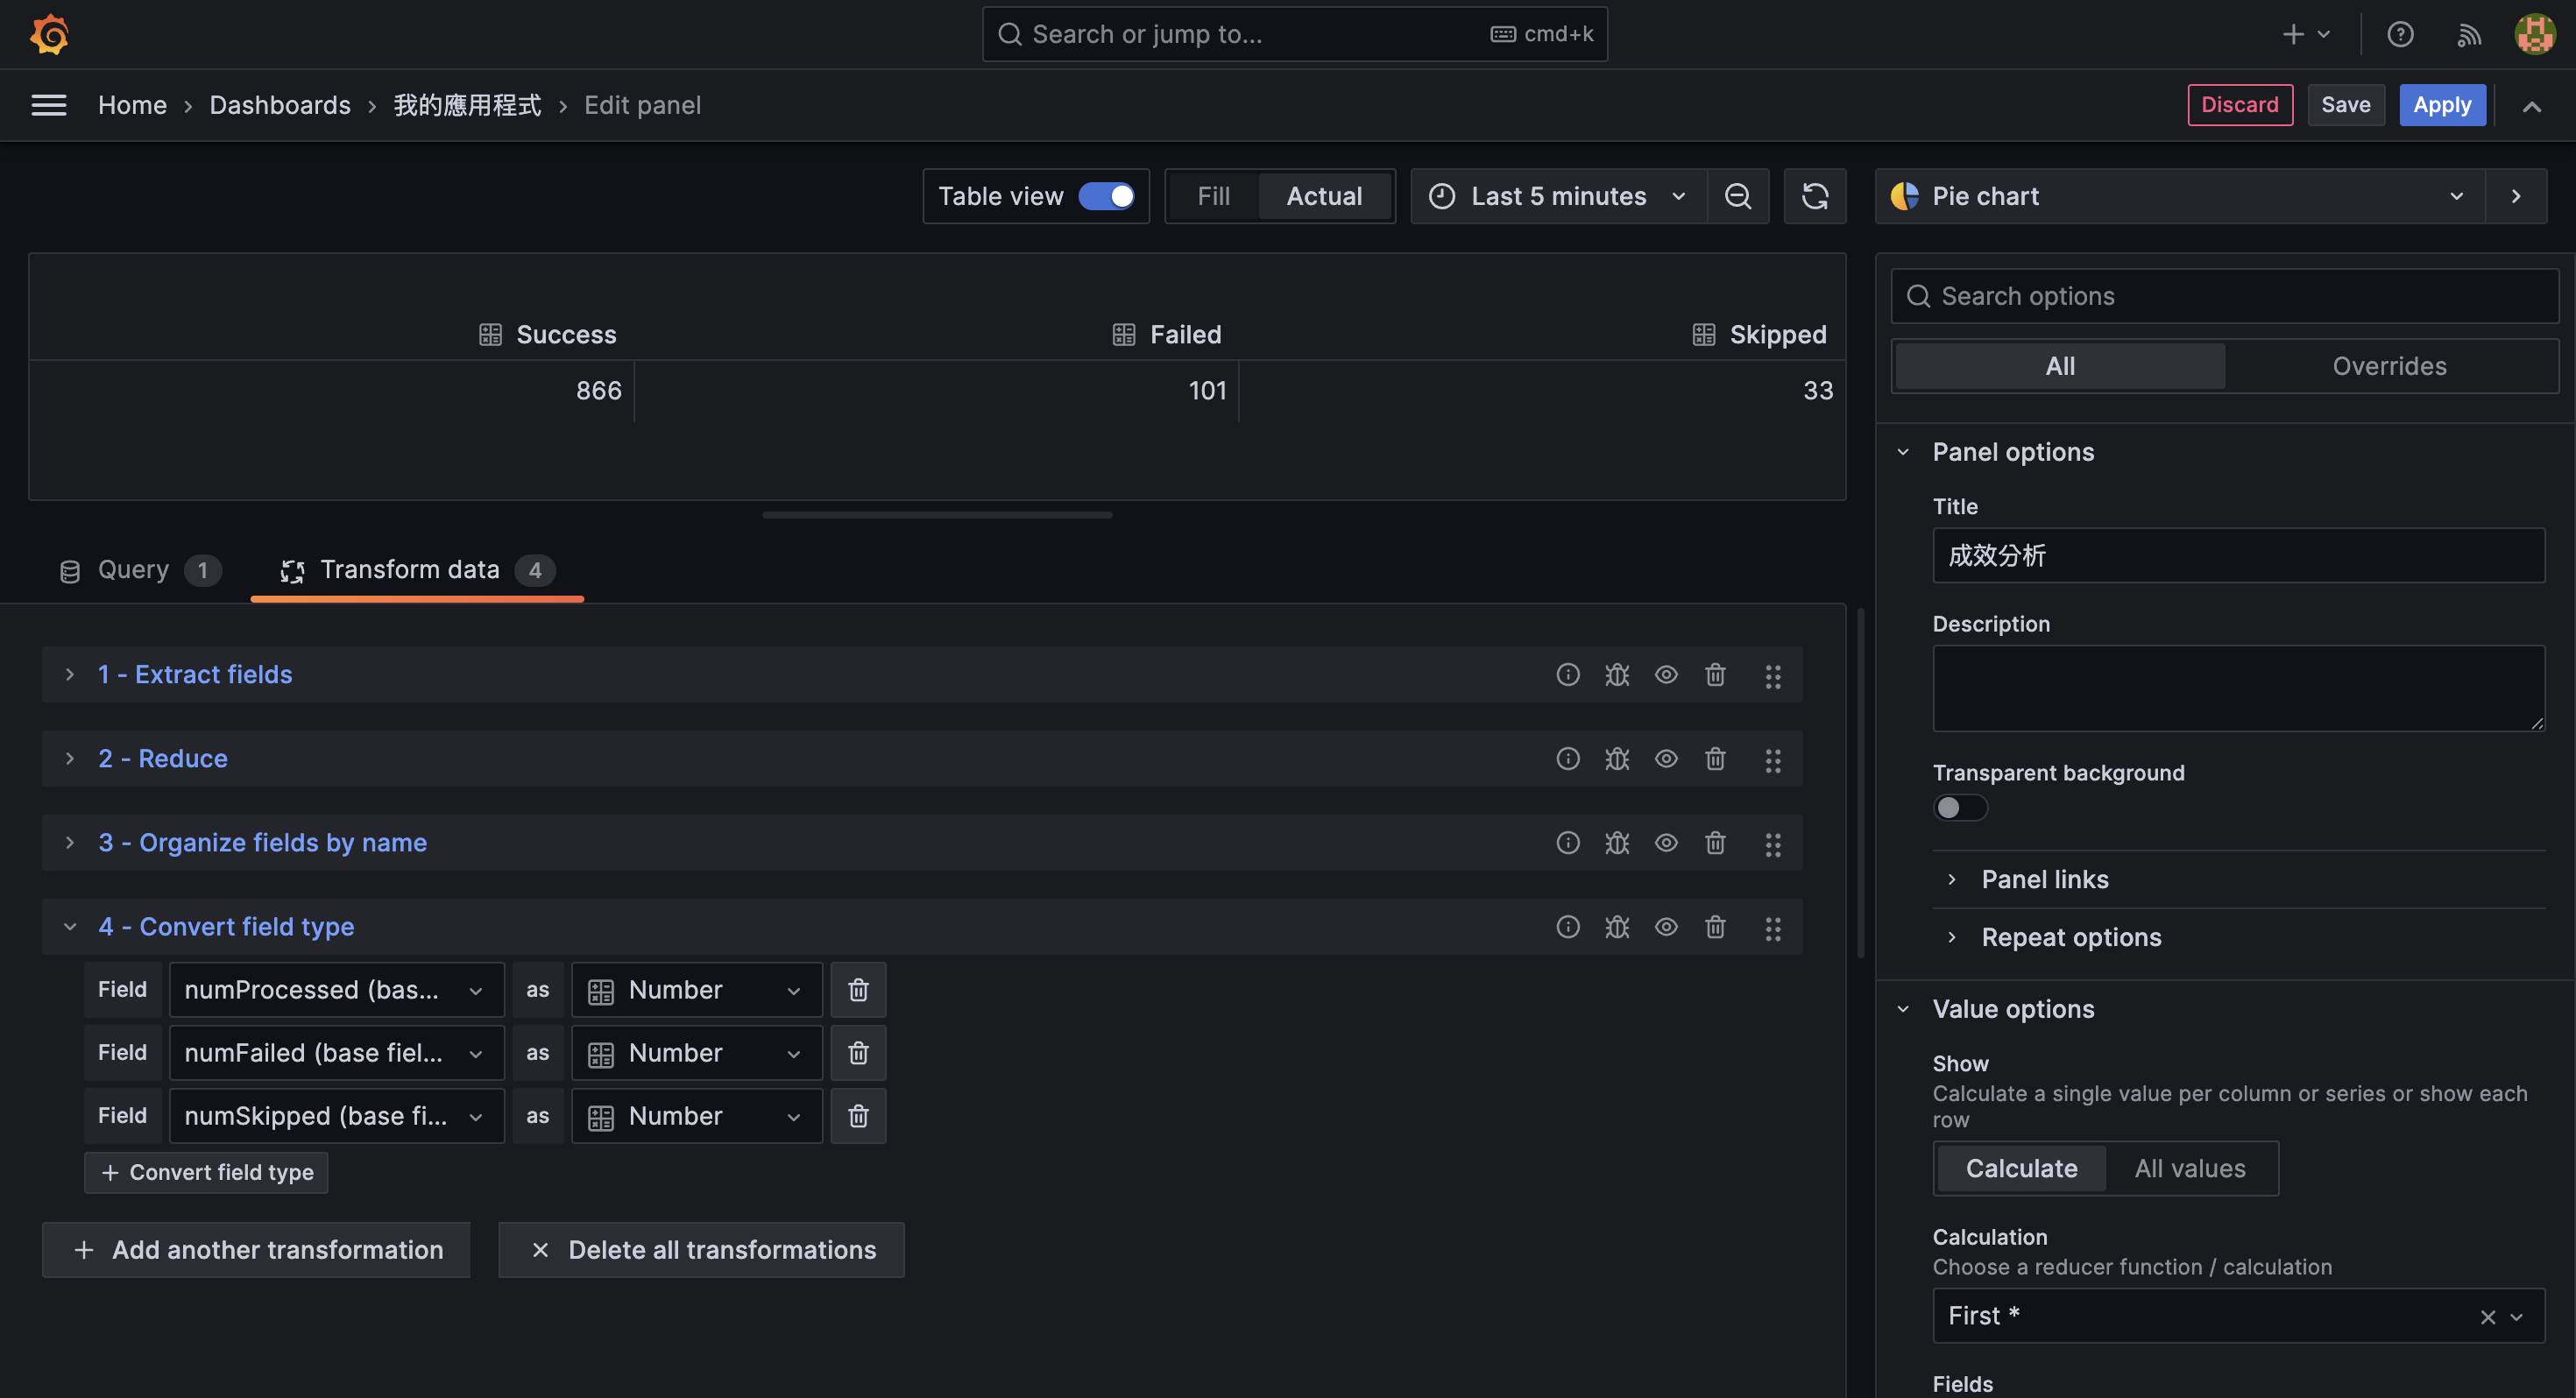 Search or jump to...
cmd+k
Home > Dashboards > 我的應用程式 > Edit panel
Discard
Save
Apply
Table view
Fill
Actual
Last 5 minutes
Pie chart
Success
Failed
Skipped
866
101
33
Query 1
Transform data 4
1 - Extract fields
2 - Reduce
3 - Organize fields by name
4 - Convert field type
Field numProcessed (bas... as Number
Field numFailed (base fiel... as Number
Field numSkipped (base fi... as Number
+ Convert field type
+ Add another transformation
× Delete all transformations
Search options
All
Overrides
Panel options
Title
成效分析
Description
Transparent background
Panel links
Repeat options
Value options
Show
Calculate a single value per column or series or show each
row
Calculate
All values
Calculation
Choose a reducer function / calculation
First *
Fields